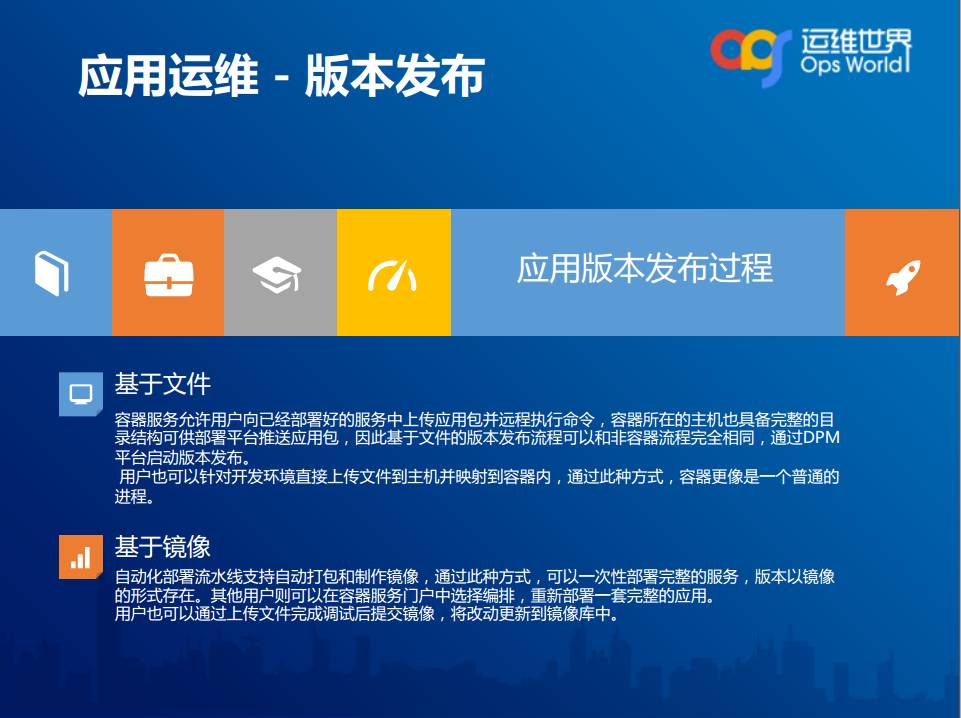 应用运维 - 版本发布
运维世界
Ops World
应用版本发布过程
基于文件
容器服务允许用户向已经部署好的服务中上传应用包并远程执行命令，容器所在的主机也具备完整的目
录结构可供部署平台推送应用包，因此基于文件的版本发布流程可以和非容器流程完全相同，通过DPM
平台启动版本发布。
用户也可以针对开发环境直接上传文件到主机并映射到容器内，通过此种方式，容器更像是一个普通的
进程。
基于镜像
自动化部署流水线支持自动打包和制作镜像，通过此种方式，可以一次性部署完整的服务，版本以镜像
的形式存在。其他用户则可以在容器服务门户中选择编排，重新部署一套完整的应用。
用户也可以通过上传文件完成调试后提交镜像，将改动更新到镜像库中。